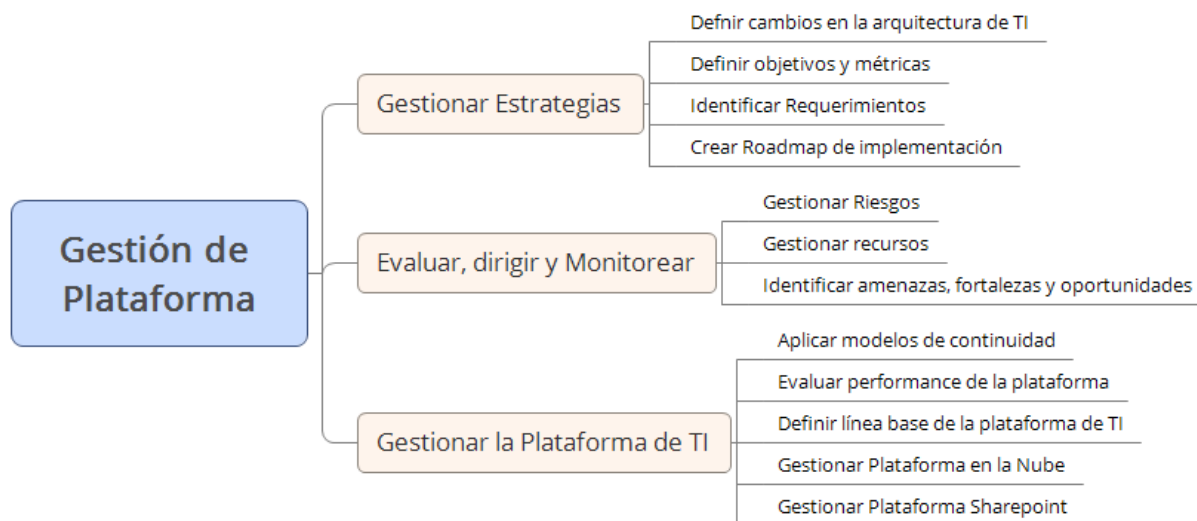 Gestión de
Plataforma
Gestionar Estrategias
Defnir cambios en la arquitectura de TI
Definir objetivos y métricas
Identificar Requerimientos
Crear Roadmap de implementación
Evaluar, dirigir y Monitorear
Gestionar Riesgos
Gestionar recursos
Identificar amenazas, fortalezas y oportunidades
Gestionar la Plataforma de TI
Aplicar modelos de continuidad
Evaluar performance de la plataforma
Definir línea base de la plataforma de TI
Gestionar Plataforma en la Nube
Gestionar Plataforma Sharepoint